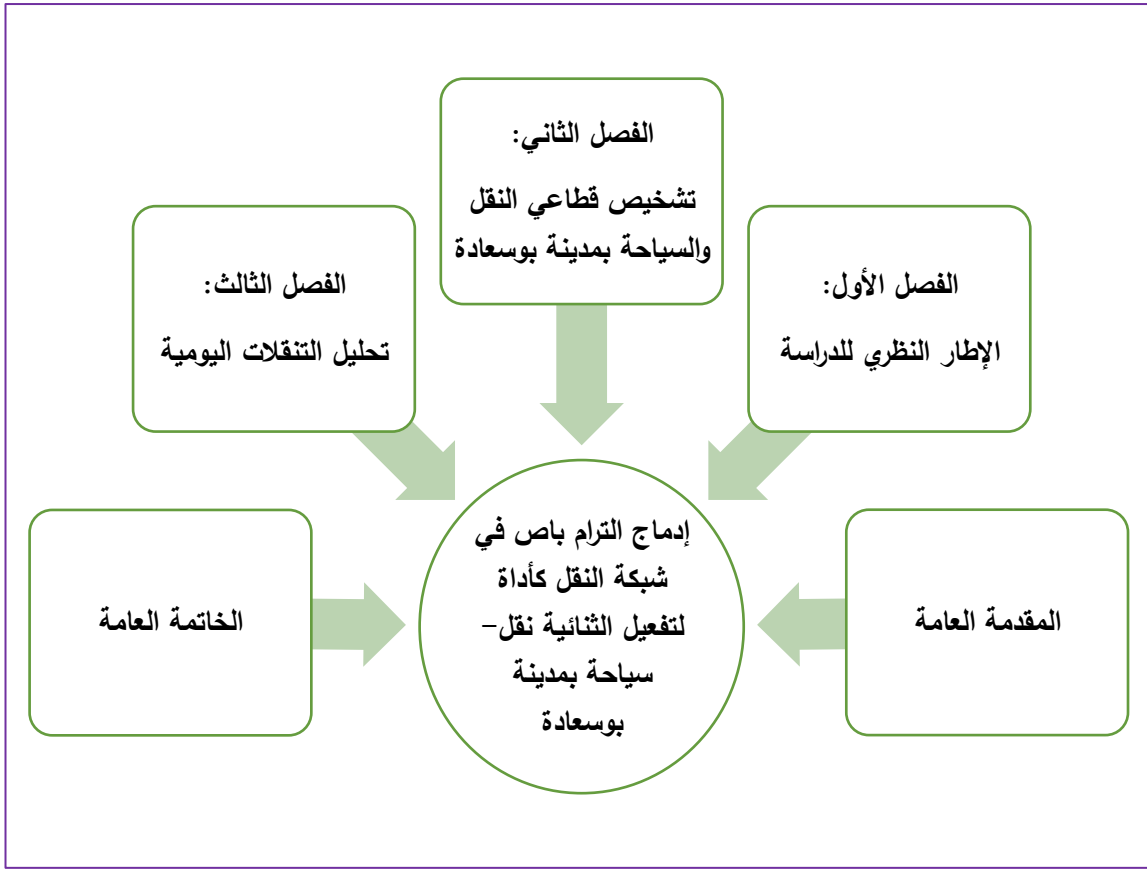 المقدمة العامة
الفصل الأول:
الإطار النظري للدراسة
الفصل الثاني:
تشخيص قطاعي النقل
والسياحة بمدينة بوسعادة
الفصل الثالث:
تحليل التنقلات اليومية
الخاتمة العامة
إدماج الترام باص في
شبكة النقل كأداة
لتفعيل الثنائية نقل–
سياحة بمدينة
بوسعادة